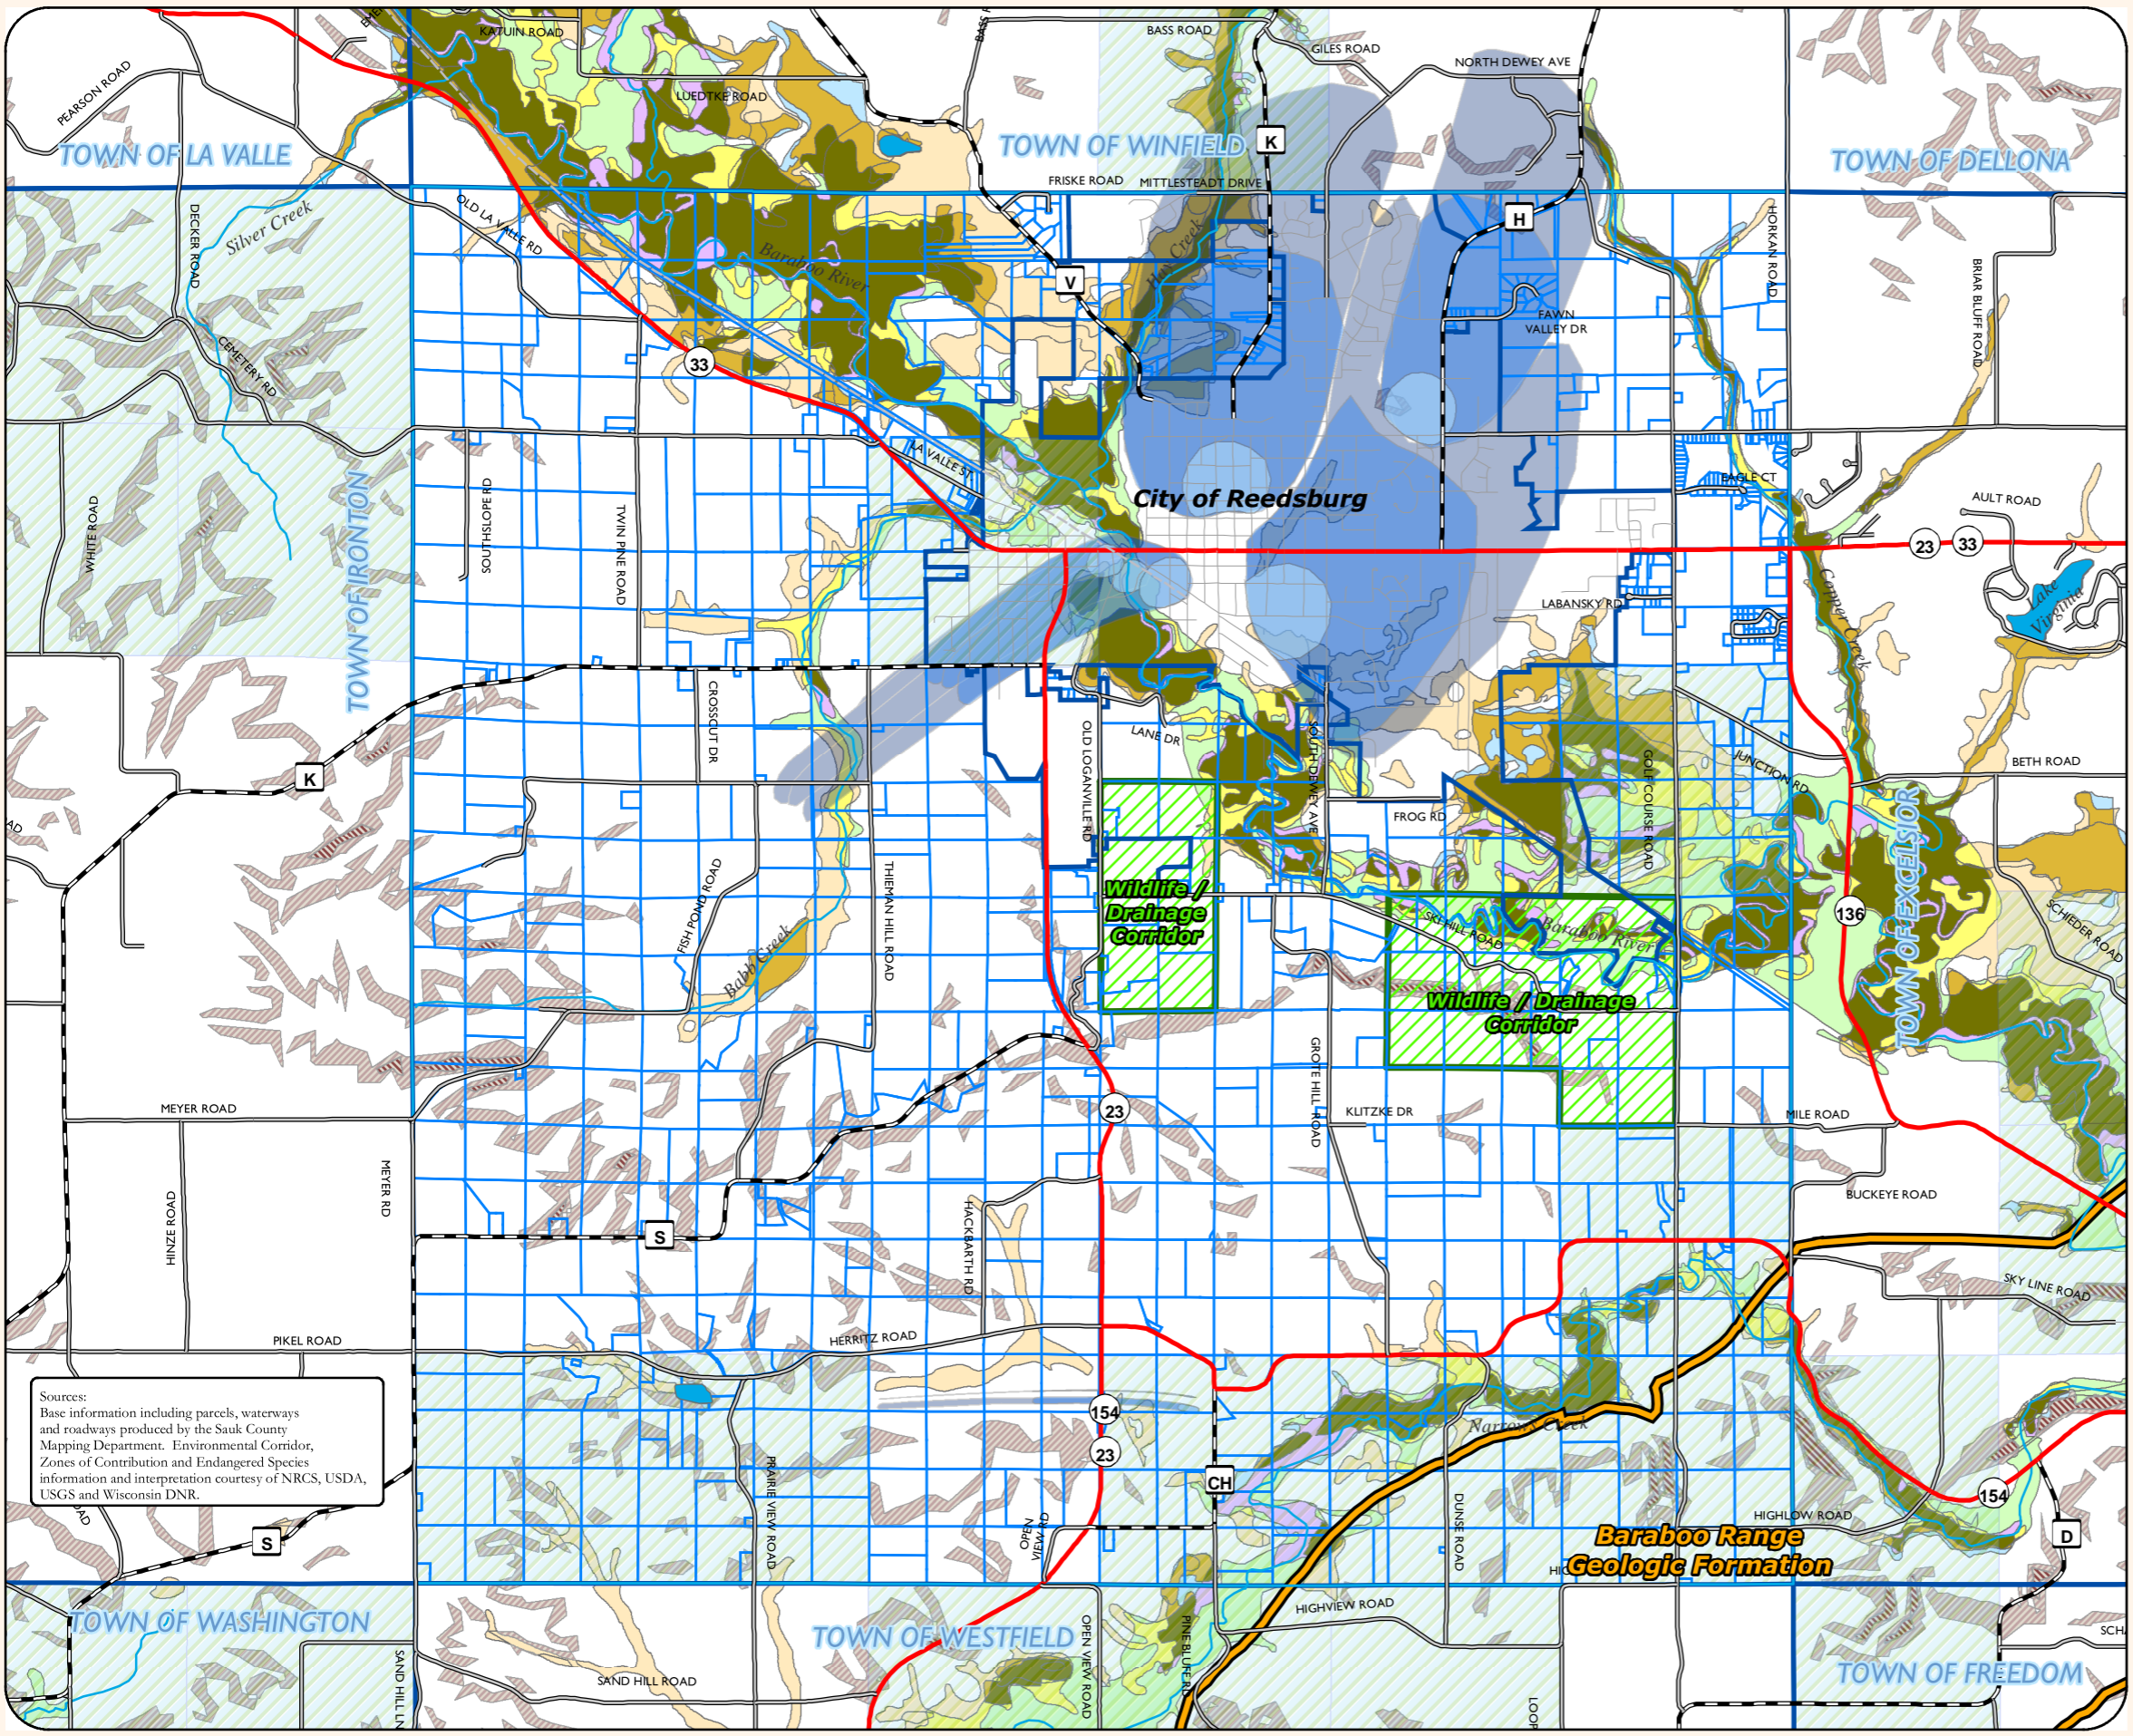 KATUIN ROAD
BASS ROAD
GILES ROAD
NORTH DEWEY AVE
PEARSON ROAD
LUEDTKE ROAD
K
TOWN OF LA VALLE
TOWN OF WINFIELD
TOWN OF DELLONA
FRISKE ROAD
MITTLESTEADT DRIVE
OLD LA VALLE RD
DECKER ROAD
Silver Creek
HORKAN ROAD
H
Baraboo River
Hay Creek
V
BRIAR BLUFF ROAD
FAWN
VALLEY DR
CEMETERY RD
33
LA VALLE ST
EAGLE CT
City of Reedsburg
AULT ROAD
WHITE ROAD
TOWN OF IRONTON
SOUTHSLOPE RD
TWIN PINE ROAD
23
33
LABANSKY RD
Copper Creek
Lake
Virginia
CROSSCUT DR
OLD LOGANVILLE RD
LANE DR
SOUTH DEWEY AVE
GOLF COURSE ROAD
JUNCTION RD
BETH ROAD
K
AD
FROG RD
TOWN OF EXCELSIOR
THIEMAN HILL ROAD
FISH POND ROAD
Wildlife /
Drainage
Corridor
136
SCHIEDER ROAD
SKEHILL ROAD
Baraboo River
Babb Creek
Wildlife / Drainage
Corridor
GROTE HILL ROAD
MEYER ROAD
23
KLITZKE DR
MILE ROAD
MEYER RD
HINZE ROAD
HACKBARTH RD
BUCKEYE ROAD
S
SKY LINE ROAD
PIKEL ROAD
HERRITZ ROAD
Sources:
Base information including parcels, waterways
and roadways produced by the Sauk County
Mapping Department. Environmental Corridor,
Zones of Contribution and Endangered Species
information and interpretation courtesy of NRCS, USDA,
USGS and Wisconsin DNR.
154
Narrows Creek
23
PRAIRIE VIEW ROAD
CH
DUNSE ROAD
154
OPEN
VIEW RD
HIGHLOW ROAD
Baraboo Range
Geologic Formation
S
D
HIGHVIEW ROAD
TOWN OF WASHINGTON
TOWN OF WESTFIELD
OPEN VIEW ROAD
PINE BLUFF RD
SCH
SAND HILL LN
SAND HILL ROAD
TOWN OF FREEDOM
LOOP